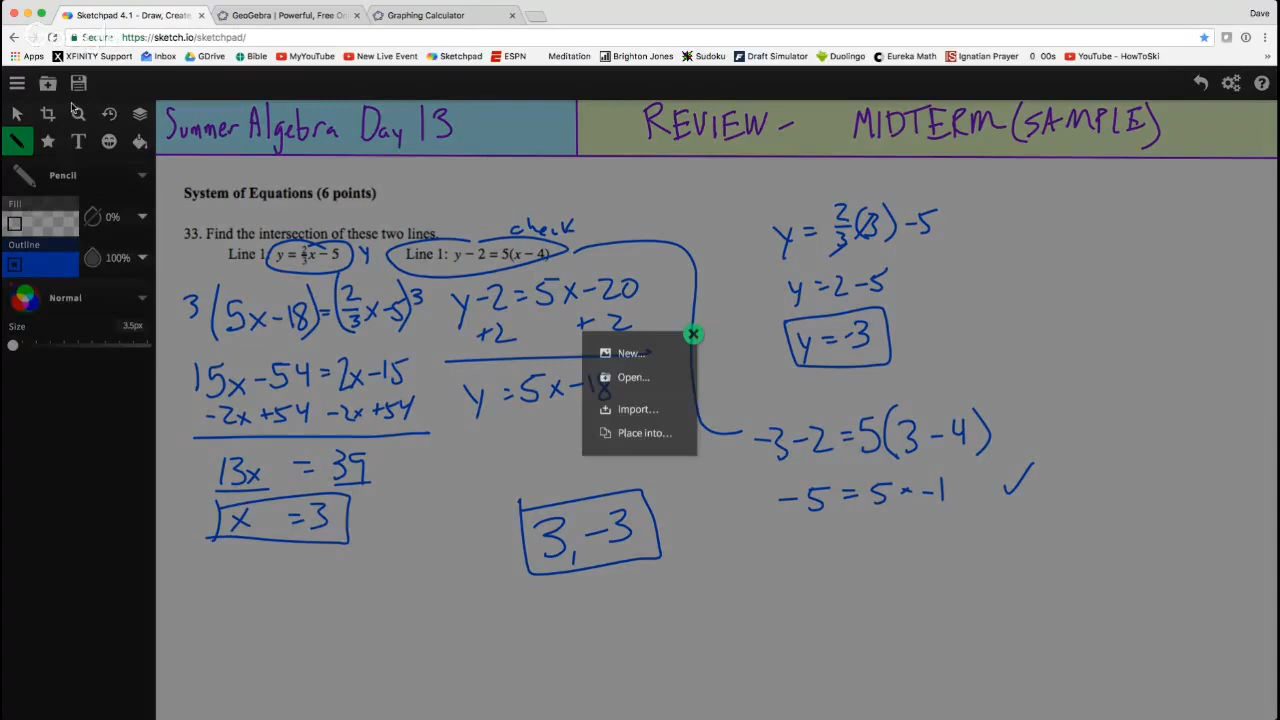 Sketchpad 4.1 - Draw, Create,
GeoGebra | Powerful, Free On
Graphing Calculator
Dave
Secure https://sketch.io/sketchpad/
Apps XFINITY Support Inbox GDrive Bible MyYouTube New Live Event Sketchpad ESPN Meditation Brighton Jones Sudoku Draft Simulator Duolingo Eureka Math Ignatian Prayer 00s YouTube - HowToSki
Summer Algebra Day 13
REVIEW - MIDTERM (SAMPLE)
Pencil
Fill
0%
Outline
100%
Normal
Size
3.5px
System of Equations (6 points)
33. Find the intersection of these two lines.
check
Line 1: y = 2/3 x − 5 y
Line 1: y − 2 = 5(x − 4)
3(5x-18)=(2/3 x-5)3
15x-54=2x-15
-2x+54 -2x+54
13x = 39
x = 3
y-2=5x-20
+2 +2
y=5x-18
New...
Open...
Import...
Place into...
3,-3
y = 2/3(3) -5
y = 2-5
y = -3
-3-2=5(3-4)
-5=5·-1 ✓